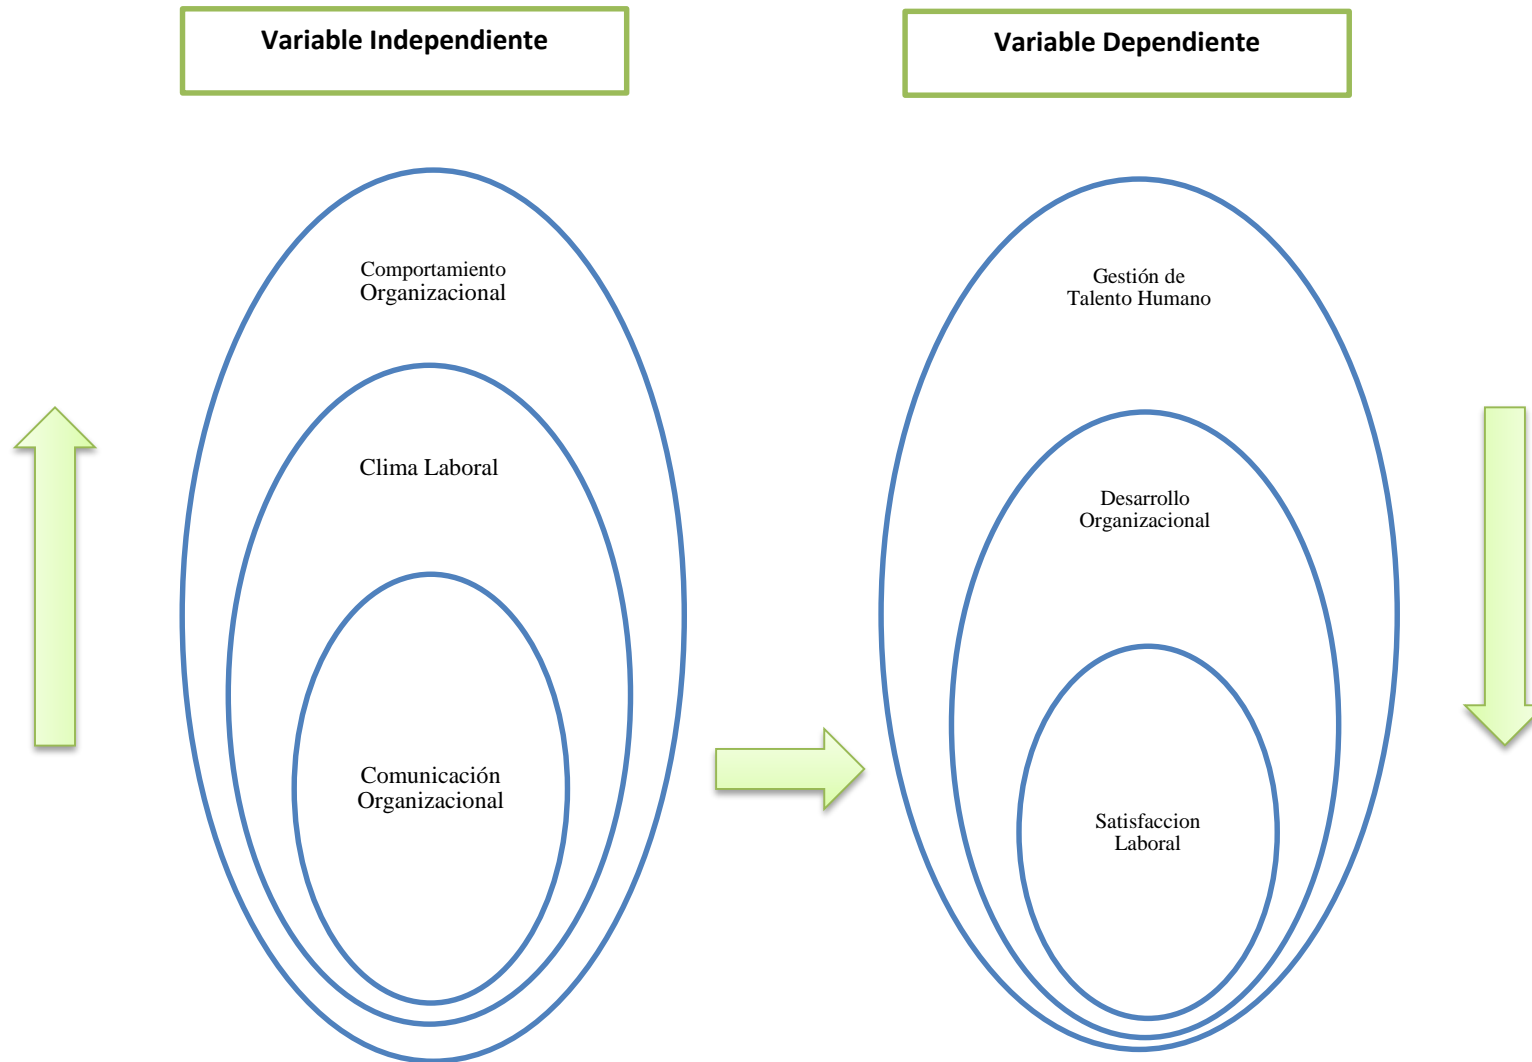 Variable Independiente
Variable Dependiente
Comportamiento
Organizacional
Clima Laboral
Comunicación
Organizacional
Gestión de
Talento Humano
Desarrollo
Organizacional
Satisfaccion
Laboral